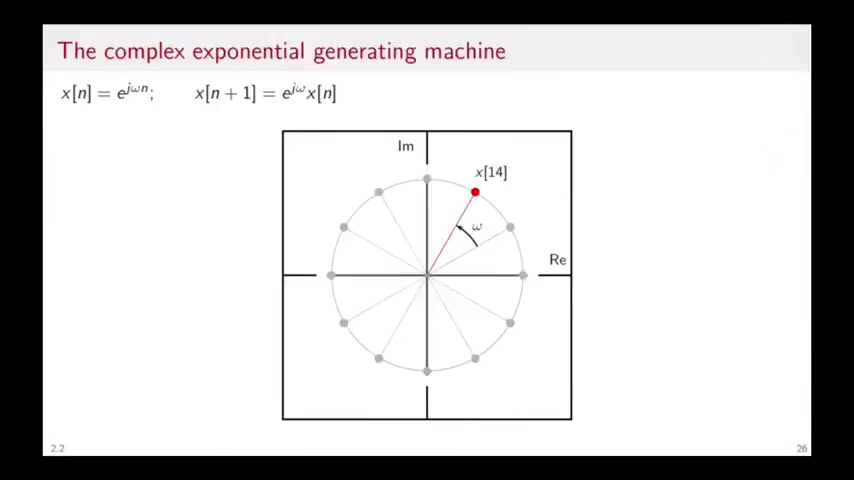 The complex exponential generating machine
x[n] = e^{jωn};   x[n + 1] = e^{jω}x[n]
Im
x[14]
ω
Re
2.2
26